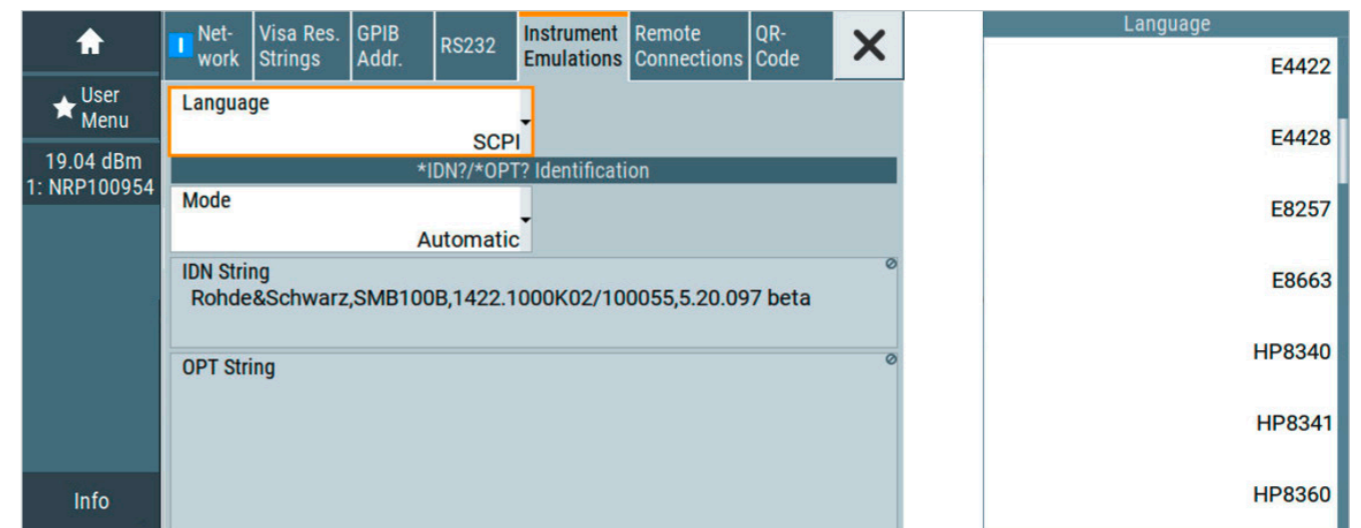 Net-
work
Visa Res.
Strings
GPIB
Addr.
RS232
Instrument
Emulations
Remote
Connections
QR-
Code
User
Menu
19.04 dBm
1: NRP100954
Info
Language
SCPI
*IDN?/*OPT? Identification
Mode
Automatic
IDN String
Rohde&Schwarz,SMB100B,1422.1000K02/100055,5.20.097 beta
OPT String
Language
E4422
E4428
E8257
E8663
HP8340
HP8341
HP8360